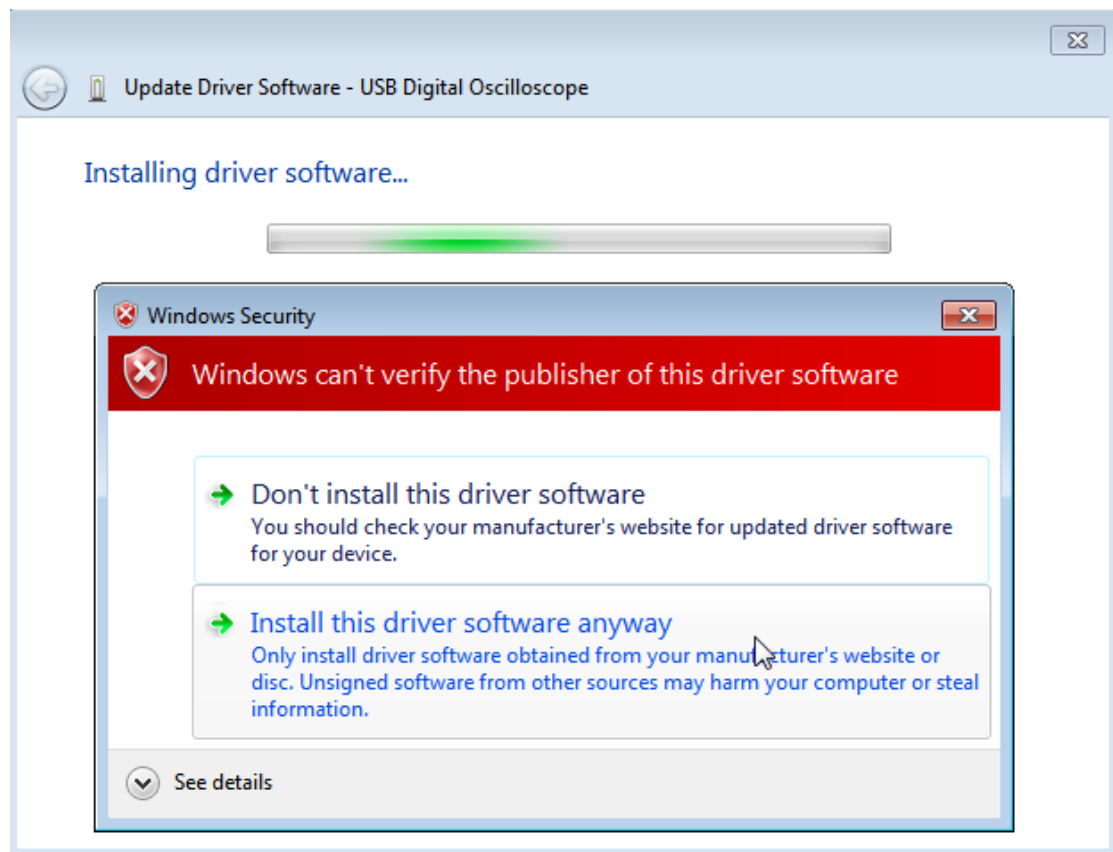 Update Driver Software - USB Digital Oscilloscope
Installing driver software...
Windows Security
Windows can't verify the publisher of this driver software
Don't install this driver software
You should check your manufacturer's website for updated driver software
for your device.
Install this driver software anyway
Only install driver software obtained from your manufacturer's website or
disc. Unsigned software from other sources may harm your computer or steal
information.
See details